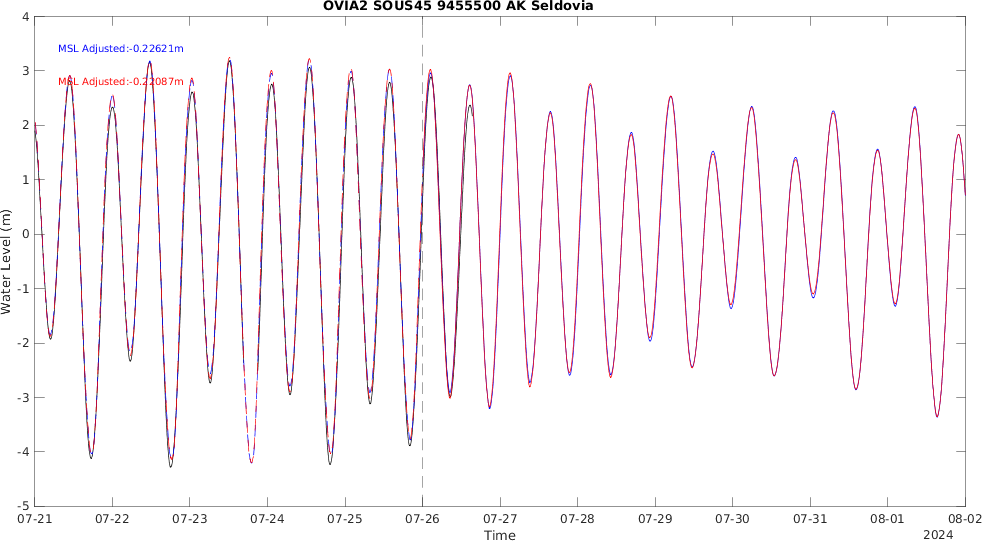 OVIA2 SOUS45 9455500 AK Seldovia
MSL Adjusted:-0.22621m
MSL Adjusted:-0.22087m
Water Level (m)
4
3
2
1
0
-1
-2
-3
-4
-5
07-21 07-22 07-23 07-24 07-25 07-26 07-27 07-28 07-29 07-30 07-31 08-01 08-02
Time
2024